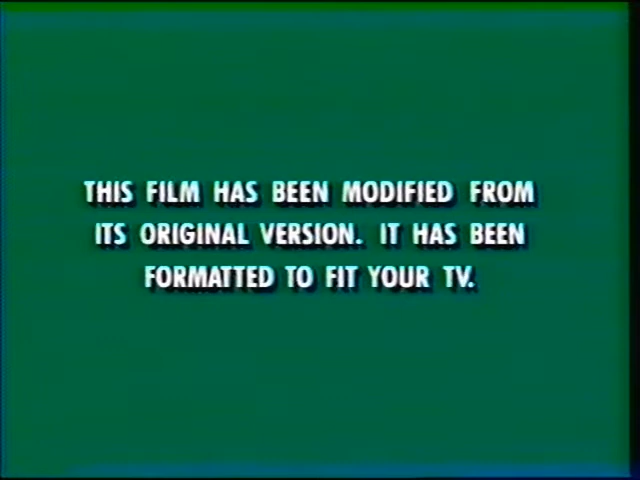 THIS FILM HAS BEEN MODIFIED FROM
ITS ORIGINAL VERSION. IT HAS BEEN
FORMATTED TO FIT YOUR TV.